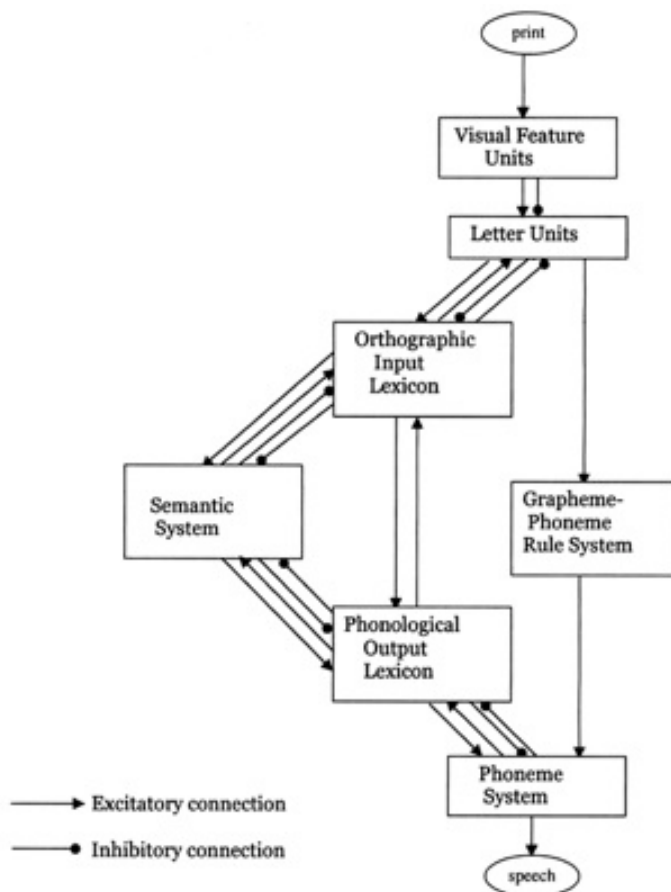 print
Visual Feature
Units
Letter Units
Orthographic
Input
Lexicon
Semantic
System
Grapheme-
Phoneme
Rule System
Phonological
Output
Lexicon
Phoneme
System
Excitatory connection
Inhibitory connection
speech